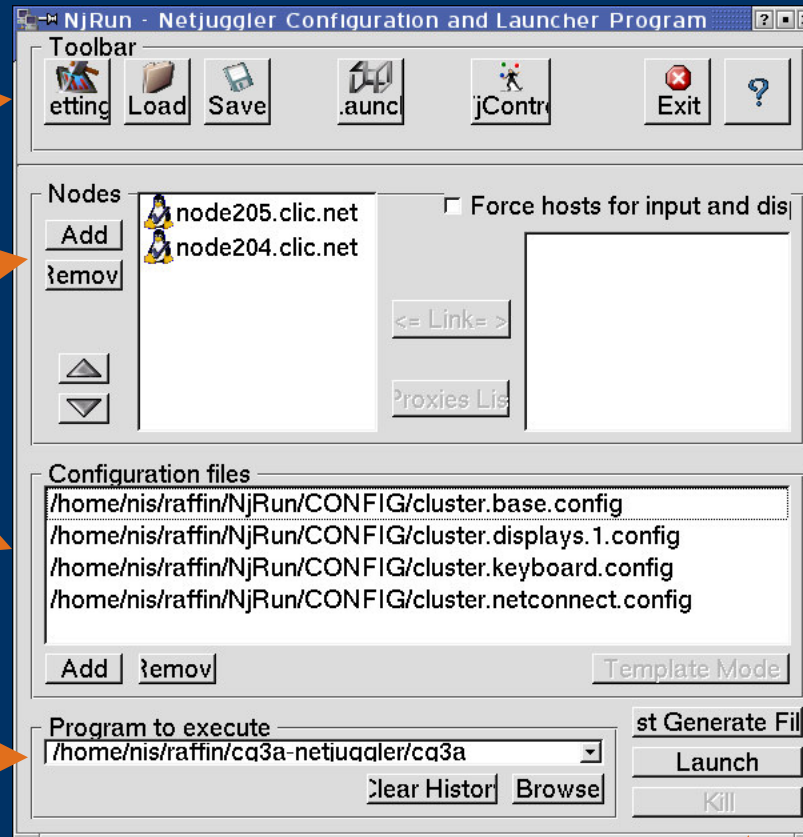 NjRun - Netjuggler Configuration and Launcher Program
Toolbar
etting Load Save .aunc jContr Exit ?
Nodes
node205.clic.net
node204.clic.net
Force hosts for input and dis
Add
Remov
<= Link= >
Proxies Lis
Configuration files
/home/nis/raffin/NjRun/CONFIG/cluster.base.config
/home/nis/raffin/NjRun/CONFIG/cluster.displays.1.config
/home/nis/raffin/NjRun/CONFIG/cluster.keyboard.config
/home/nis/raffin/NjRun/CONFIG/cluster.netconnect.config
Add Remov Template Mode
Program to execute
/home/nis/raffin/cq3a-netjuggler/cq3a
Clear Histor Browse
st Generate Fil
Launch
Kill